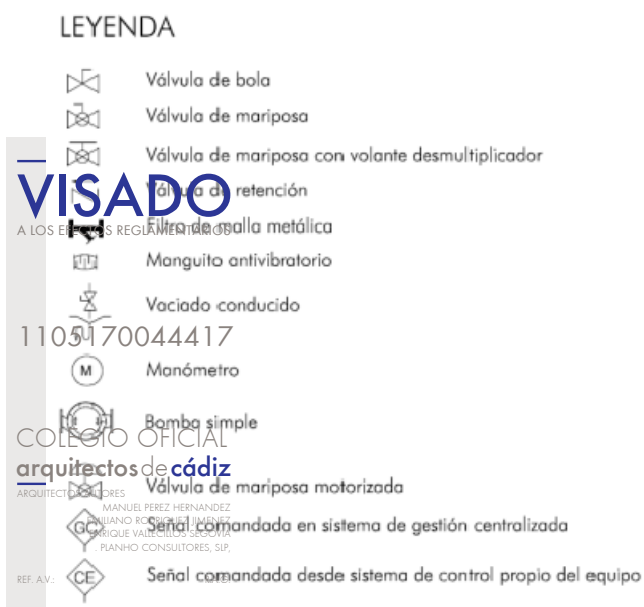 LEYENDA
Válvula de bola
Válvula de mariposa
Válvula de mariposa con volante desmultiplicador
VISADO
Válvula de retención
A LOS EFECTOS REGLAMENTARIOS
Filtro de malla metálica
Manguito antivibratorio
Vaciado conducido
1105170044417
M
Manómetro
Bomba simple
COLEGIO OFICIAL
arquitectos de cádiz
ARQUITECTOS AUTORES
Válvula de mariposa motorizada
MANUEL PEREZ HERNANDEZ
EMILIANO RODRIGUEZ JIMENEZ
GC
Señal comandada en sistema de gestión centralizada
ENRIQUE VALLECILLOS SEGOVIA
PLANHO CONSULTORES, SLP,
REF. A.V.:
CE
Señal comandada desde sistema de control propio del equipo